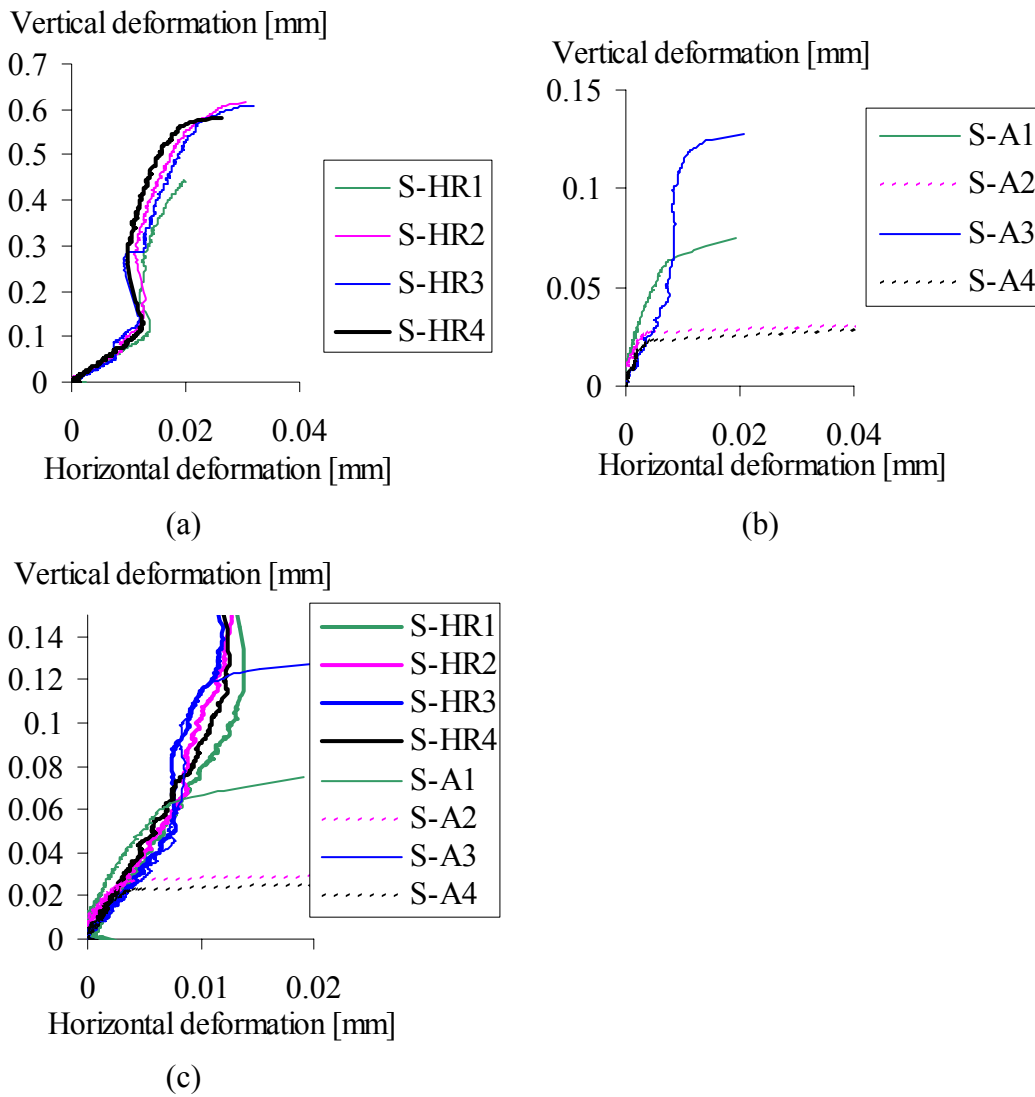 Vertical deformation [mm]
0.7
0.6
0.5
0.4
0.3
0.2
0.1
0
0 0.02 0.04
Horizontal deformation [mm]
S-HR1
S-HR2
S-HR3
S-HR4
(a)
Vertical deformation [mm]
0.15
0.1
0.05
0
0 0.02 0.04
Horizontal deformation [mm]
S-A1
S-A2
S-A3
S-A4
(b)
Vertical deformation [mm]
0.14
0.12
0.1
0.08
0.06
0.04
0.02
0
0 0.01 0.02
Horizontal deformation [mm]
S-HR1
S-HR2
S-HR3
S-HR4
S-A1
S-A2
S-A3
S-A4
(c)